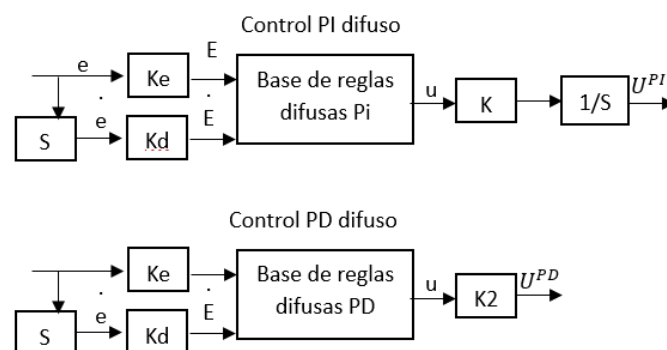 Control PI difuso
e Ke E Base de reglas difusas Pi u K 1/S U^PI
S ė Kd Ė
Control PD difuso
Ke Base de reglas difusas PD u K2 U^PD
S ė Kd Ė